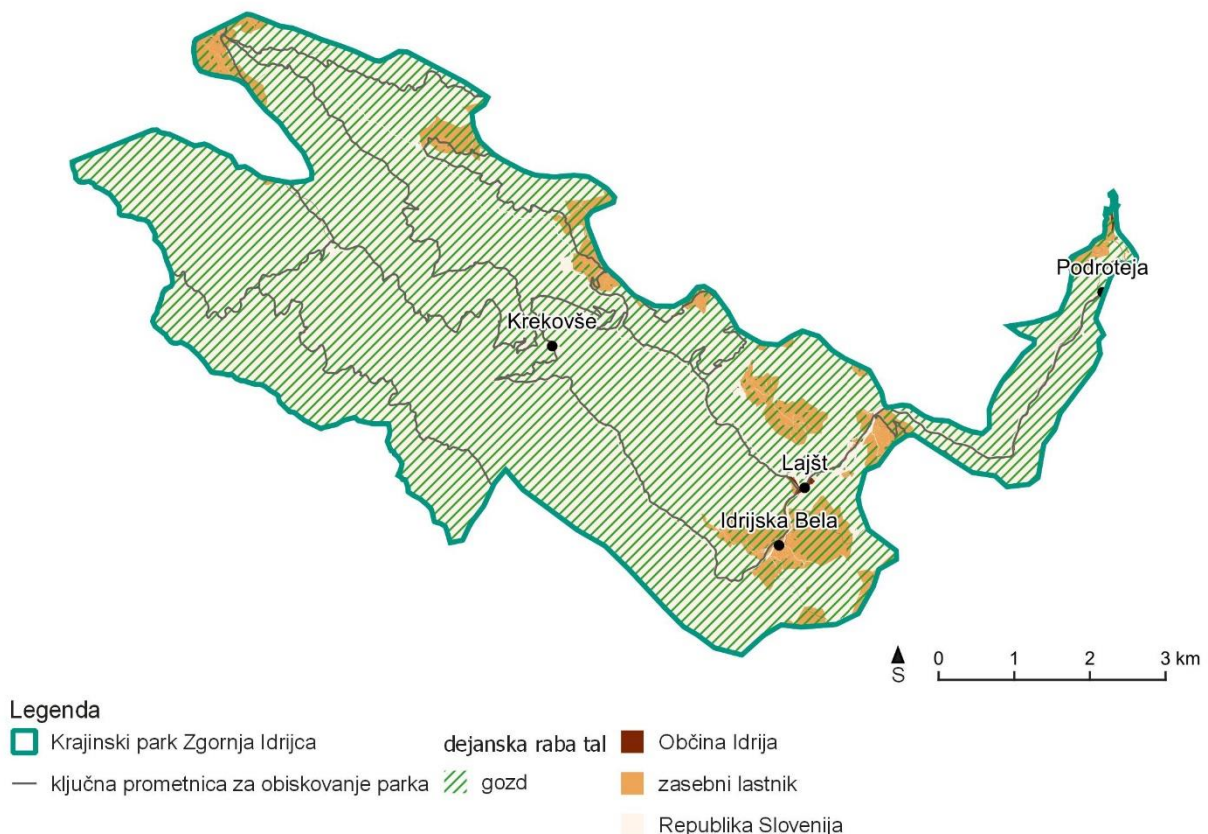 Podroteja
Krekovše
Lajšt
Idrijska Bela
S
0 1 2 3 km
Legenda
Krajinski park Zgornja Idrijca
ključna prometnica za obiskovanje parka
dejanska raba tal
gozd
Občina Idrija
zasebni lastnik
Republika Slovenija